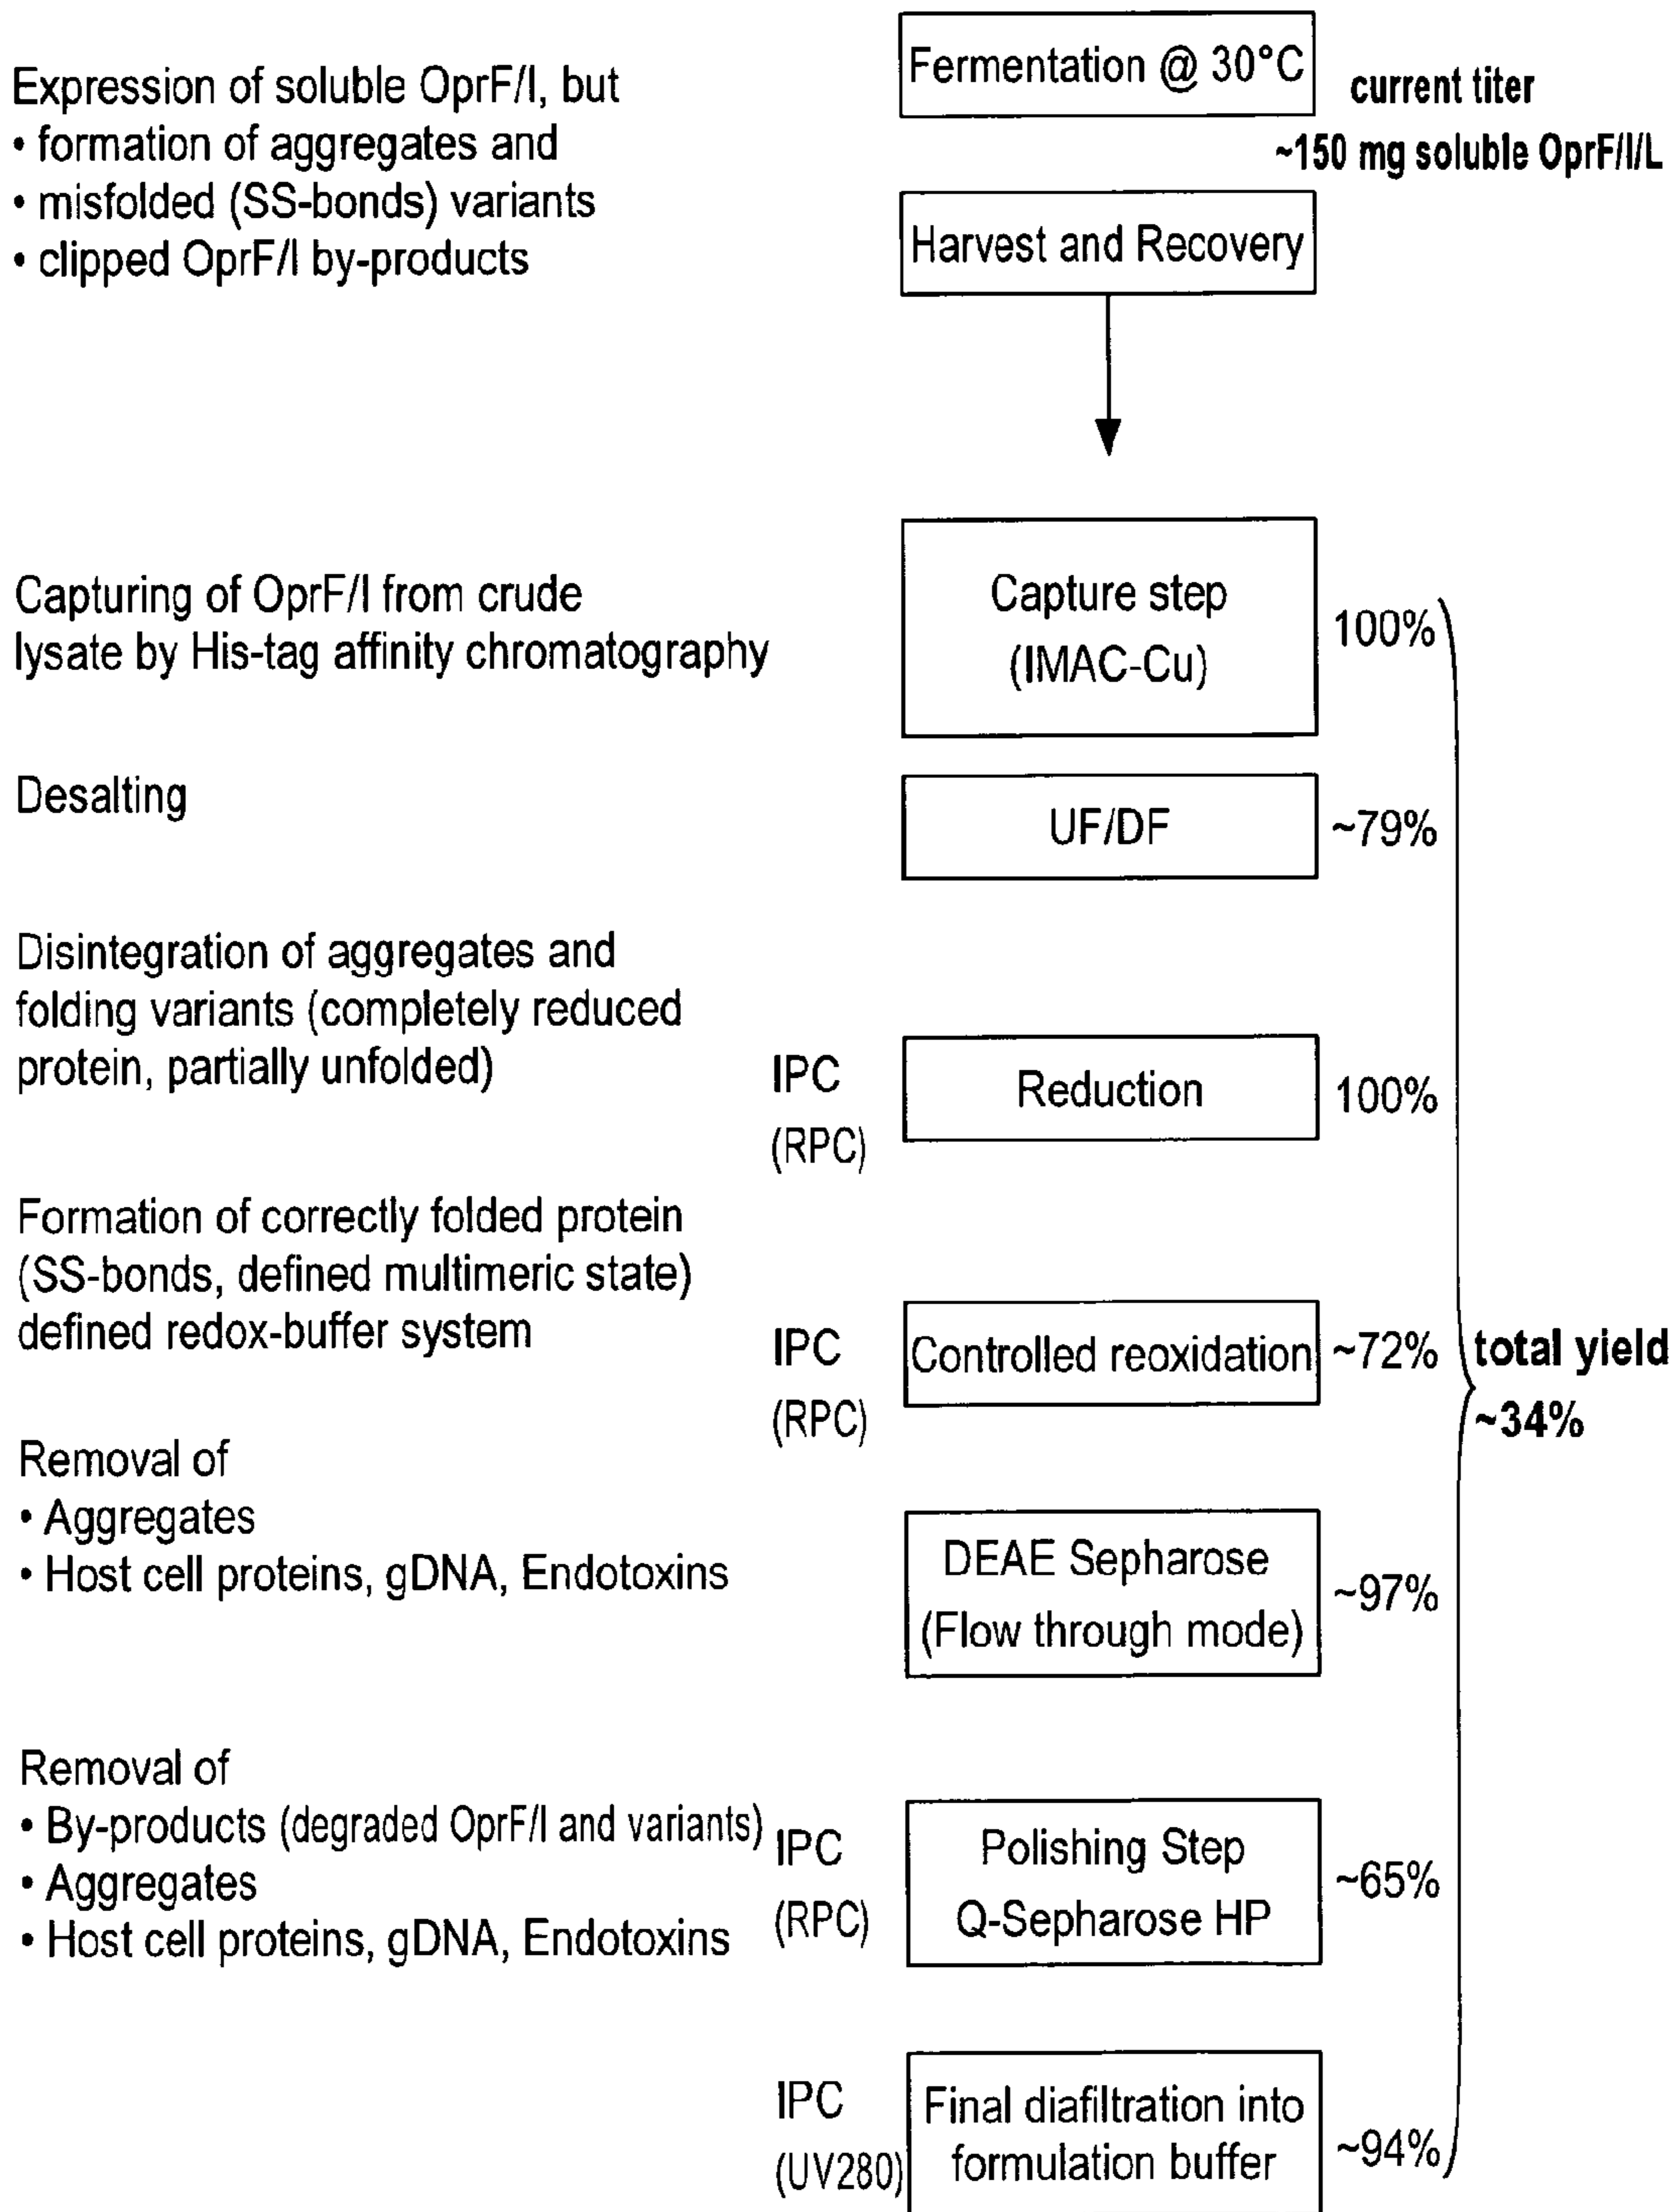 Fermentation @ 30°C
current titer
~150 mg soluble OprF/I/L
Expression of soluble OprF/I, but
• formation of aggregates and
• misfolded (SS-bonds) variants
• clipped OprF/I by-products
Harvest and Recovery
Capturing of OprF/I from crude
lysate by His-tag affinity chromatography
Capture step
(IMAC-Cu)
100%
Desalting
UF/DF
~79%
Disintegration of aggregates and
folding variants (completely reduced
protein, partially unfolded)
IPC
(RPC)
Reduction
100%
Formation of correctly folded protein
(SS-bonds, defined multimeric state)
defined redox-buffer system
IPC
(RPC)
Controlled reoxidation
~72%
total yield
~34%
Removal of
• Aggregates
• Host cell proteins, gDNA, Endotoxins
DEAE Sepharose
(Flow through mode)
~97%
Removal of
• By-products (degraded OprF/I and variants)
• Aggregates
• Host cell proteins, gDNA, Endotoxins
IPC
(RPC)
Polishing Step
Q-Sepharose HP
~65%
IPC
(UV280)
Final diafiltration into
formulation buffer
~94%